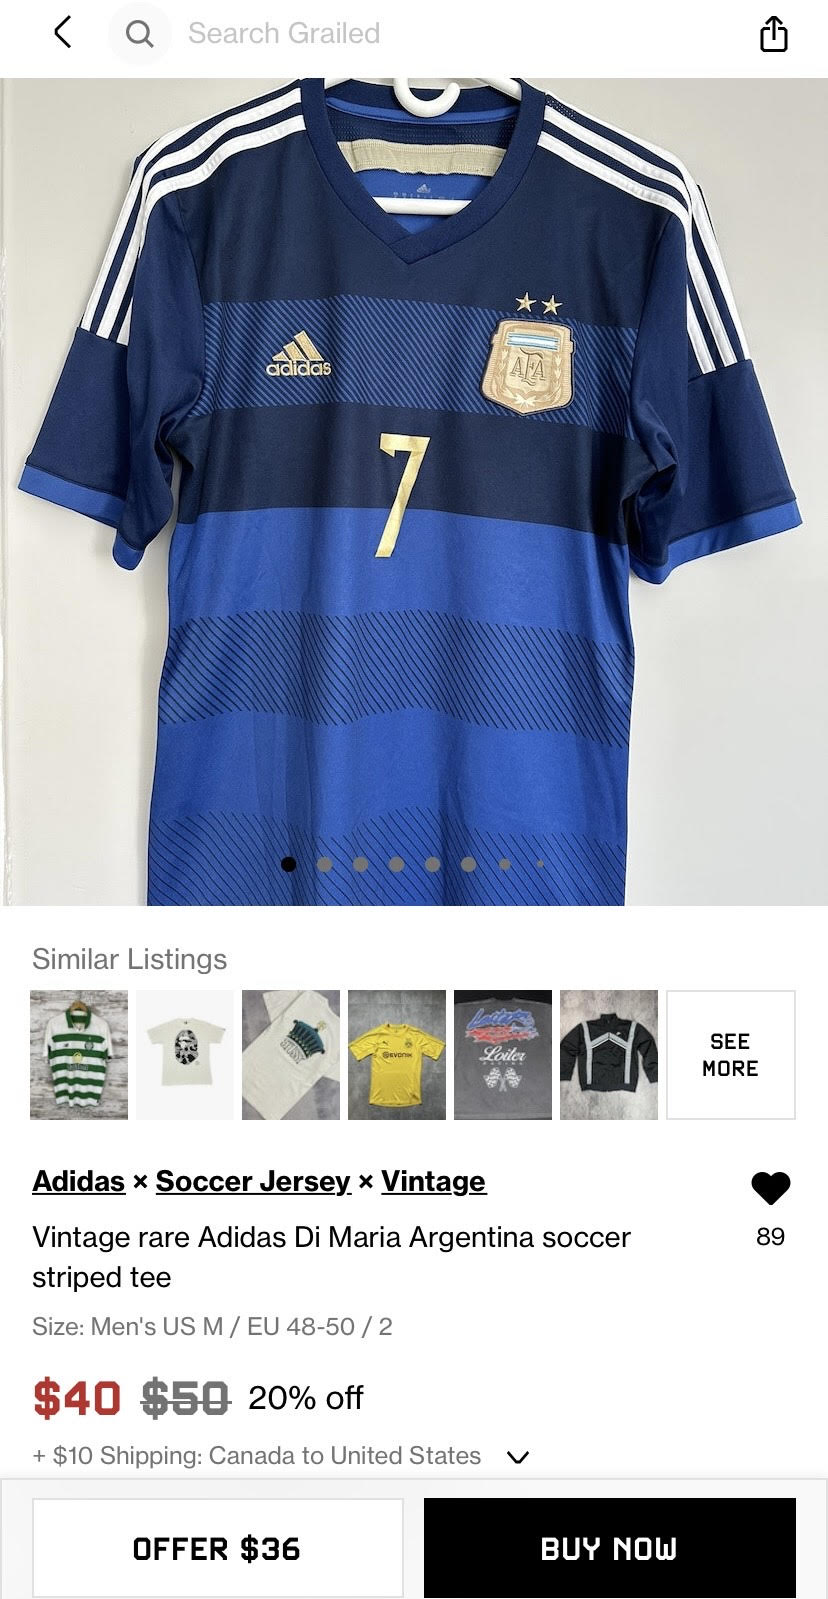 Search Grailed
adidas
AFA
7
Similar Listings
EVONIK
Loiter
SEE
MORE
Adidas × Soccer Jersey × Vintage
89
Vintage rare Adidas Di Maria Argentina soccer
striped tee
Size: Men's US M / EU 48-50 / 2
$40 $50 20% off
+ $10 Shipping: Canada to United States
OFFER $36
BUY NOW